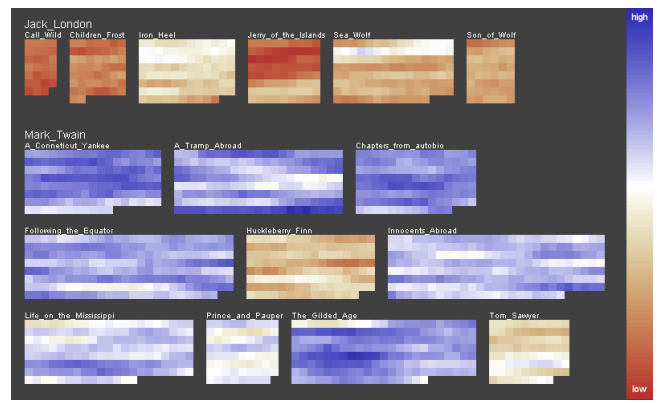 Jack_London
high
Call_Wild Children_Frost Iron_Heel Jerry_of_the_Islands Sea_Wolf Son_of_Wolf
Mark_Twain
A_Conneticut_Yankee A_Tramp_Abroad Chapters_from_autobio
Following_the_Equator Huckleberry_Finn Innocents_Abroad
Life_on_the_Mississippi Prince_and_Pauper The_Gilded_Age Tom_Sawyer
low